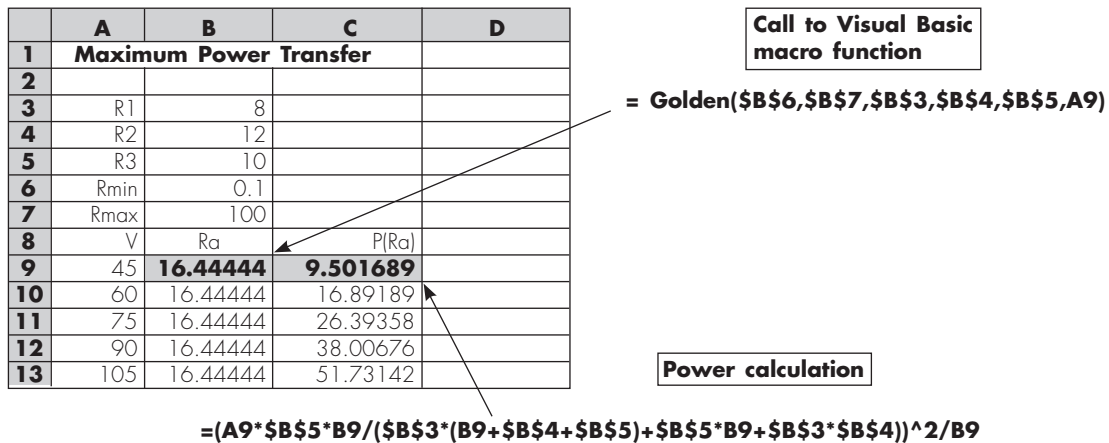 A B C D
1 Maximum Power Transfer
2
3 R1 8
4 R2 12
5 R3 10
6 Rmin 0.1
7 Rmax 100
8 V Ra P(Ra)
9 45 16.44444 9.501689
10 60 16.44444 16.89189
11 75 16.44444 26.39358
12 90 16.44444 38.00676
13 105 16.44444 51.73142
Call to Visual Basic
macro function
= Golden($B$6,$B$7,$B$3,$B$4,$B$5,A9)
Power calculation
=(A9*$B$5*B9/($B$3*(B9+$B$4+$B$5)+$B$5*B9+$B$3*$B$4))^2/B9